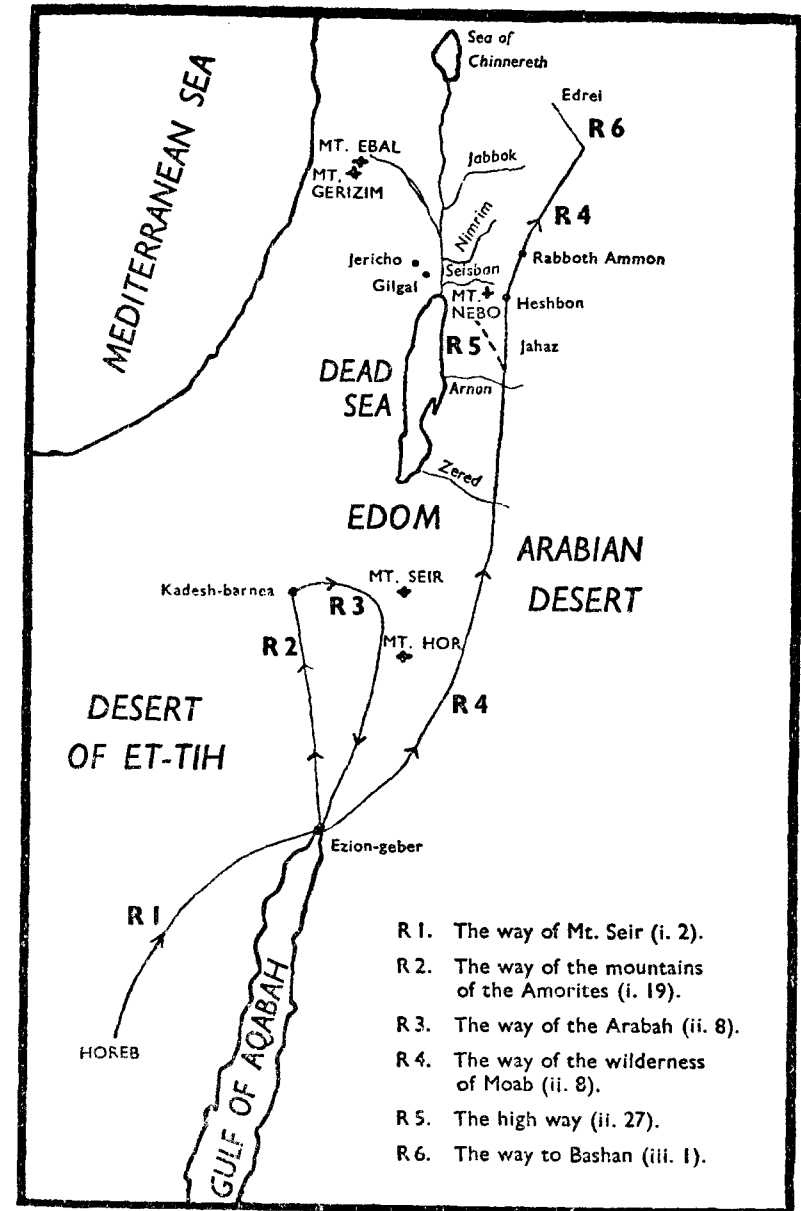 Sea of
Chinnereth
MEDITERRANEAN SEA
Edrei
R 6
MT. EBAL
MT.
GERIZIM
Jabbok
Nimrim
R 4
Jericho
Gilgal
Seisban
Rabboth Ammon
MT.
NEBO
Heshbon
R 5
Jahaz
DEAD
SEA
Arnon
Zered
EDOM
ARABIAN
DESERT
Kadesh-barnea
MT. SEIR
R 3
R 2
MT. HOR
R 4
DESERT
OF ET-TIH
Ezion-geber
R 1
HOREB
GULF OF AQABAH
R 1. The way of Mt. Seir (i. 2).
R 2. The way of the mountains
of the Amorites (i. 19).
R 3. The way of the Arabah (ii. 8).
R 4. The way of the wilderness
of Moab (ii. 8).
R 5. The high way (ii. 27).
R 6. The way to Bashan (iii. 1).